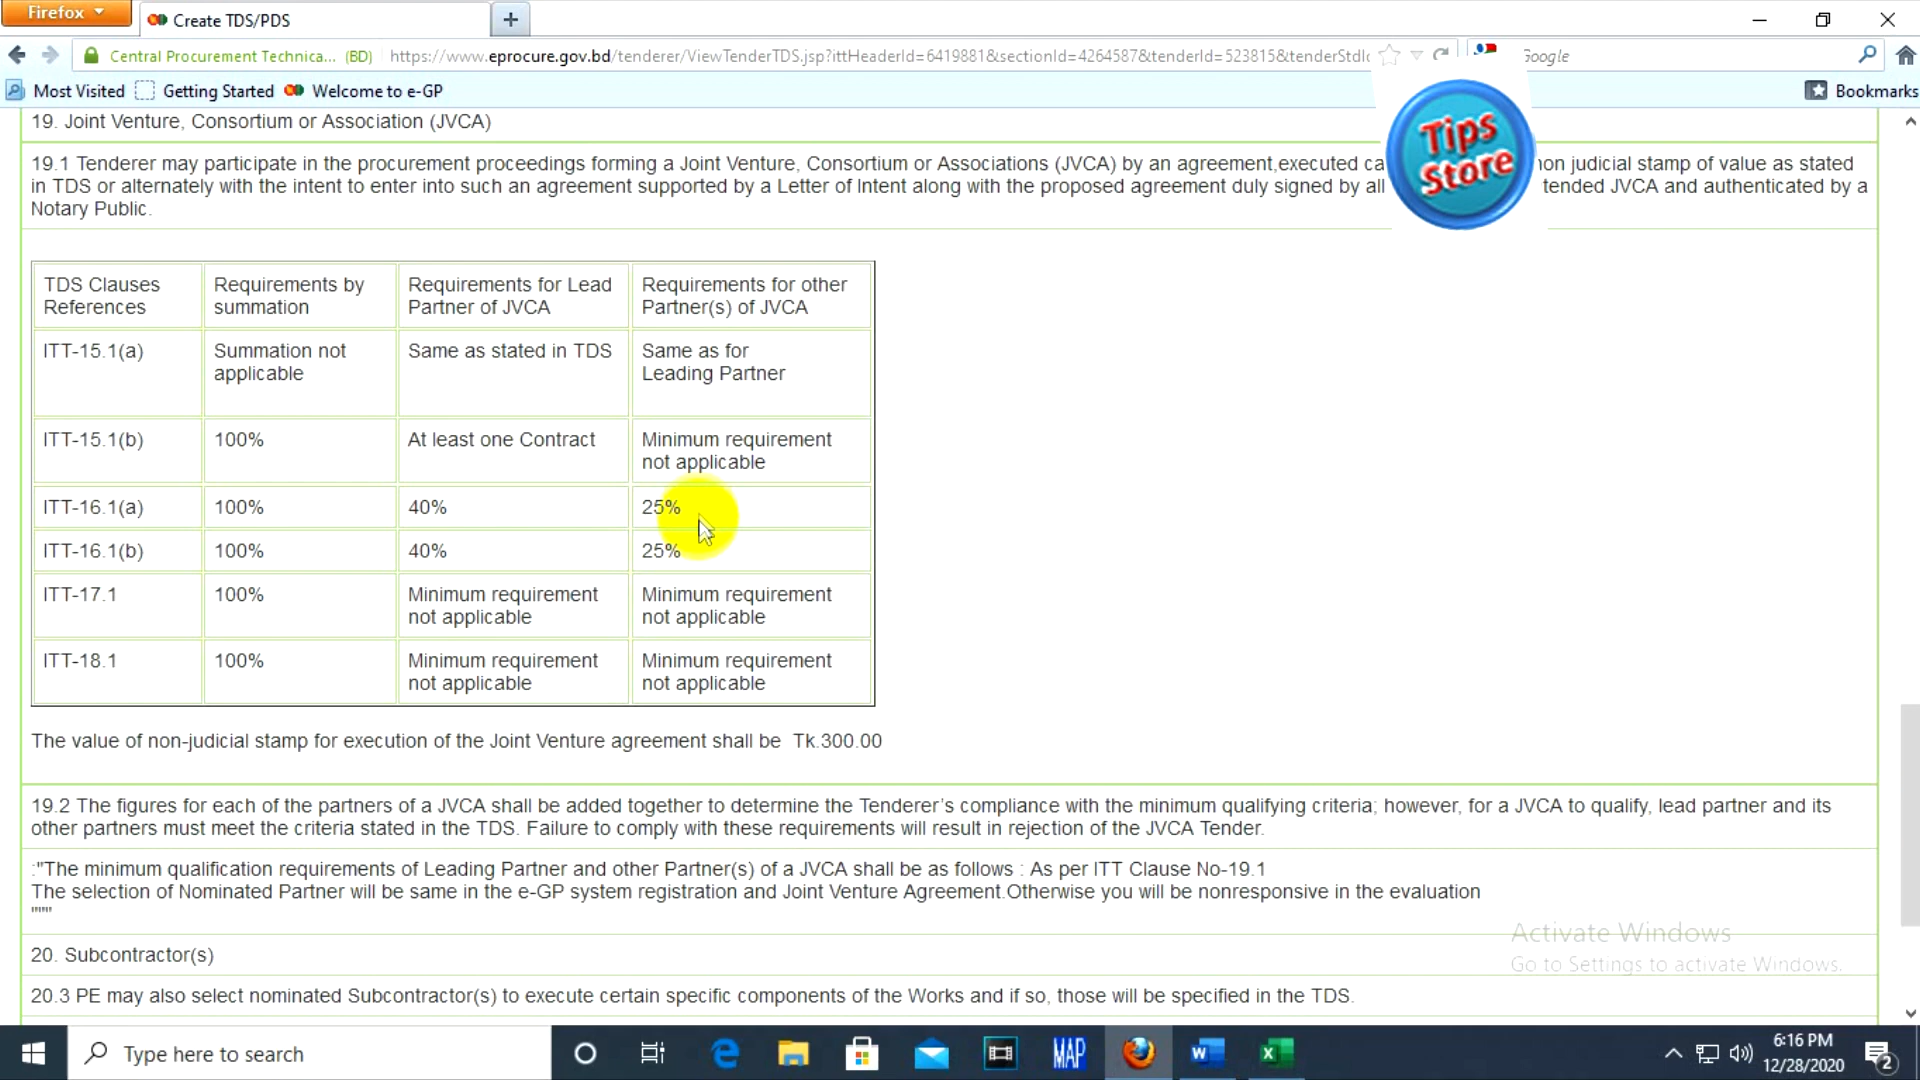 Firefox
Create TDS/PDS
Central Procurement Technica... (BD)
https://www.eprocure.gov.bd/tenderer/ViewTenderTDS.jsp?ittHeaderId=6419881&sectionId=4264587&tenderId=523815&tenderStdIc
Google
Most Visited
Getting Started
Welcome to e-GP
Bookmarks
19. Joint Venture, Consortium or Association (JVCA)
19.1 Tenderer may participate in the procurement proceedings forming a Joint Venture, Consortium or Associations (JVCA) by an agreement,executed ca non judicial stamp of value as stated
in TDS or alternately with the intent to enter into such an agreement supported by a Letter of Intent along with the proposed agreement duly signed by all tended JVCA and authenticated by a
Notary Public.
Tips
Store
TDS Clauses References
Requirements by summation
Requirements for Lead Partner of JVCA
Requirements for other Partner(s) of JVCA
ITT-15.1(a)
Summation not applicable
Same as stated in TDS
Same as for Leading Partner
ITT-15.1(b)
100%
At least one Contract
Minimum requirement not applicable
ITT-16.1(a)
100%
40%
25%
ITT-16.1(b)
100%
40%
25%
ITT-17.1
100%
Minimum requirement not applicable
Minimum requirement not applicable
ITT-18.1
100%
Minimum requirement not applicable
Minimum requirement not applicable
The value of non-judicial stamp for execution of the Joint Venture agreement shall be Tk.300.00
19.2 The figures for each of the partners of a JVCA shall be added together to determine the Tenderer's compliance with the minimum qualifying criteria; however, for a JVCA to qualify, lead partner and its
other partners must meet the criteria stated in the TDS. Failure to comply with these requirements will result in rejection of the JVCA Tender.
:"The minimum qualification requirements of Leading Partner and other Partner(s) of a JVCA shall be as follows : As per ITT Clause No-19.1
The selection of Nominated Partner will be same in the e-GP system registration and Joint Venture Agreement.Otherwise you will be nonresponsive in the evaluation
"""
Activate Windows
Go to Settings to activate Windows.
20. Subcontractor(s)
20.3 PE may also select nominated Subcontractor(s) to execute certain specific components of the Works and if so, those will be specified in the TDS.
Type here to search
MAP
6:16 PM
12/28/2020
2